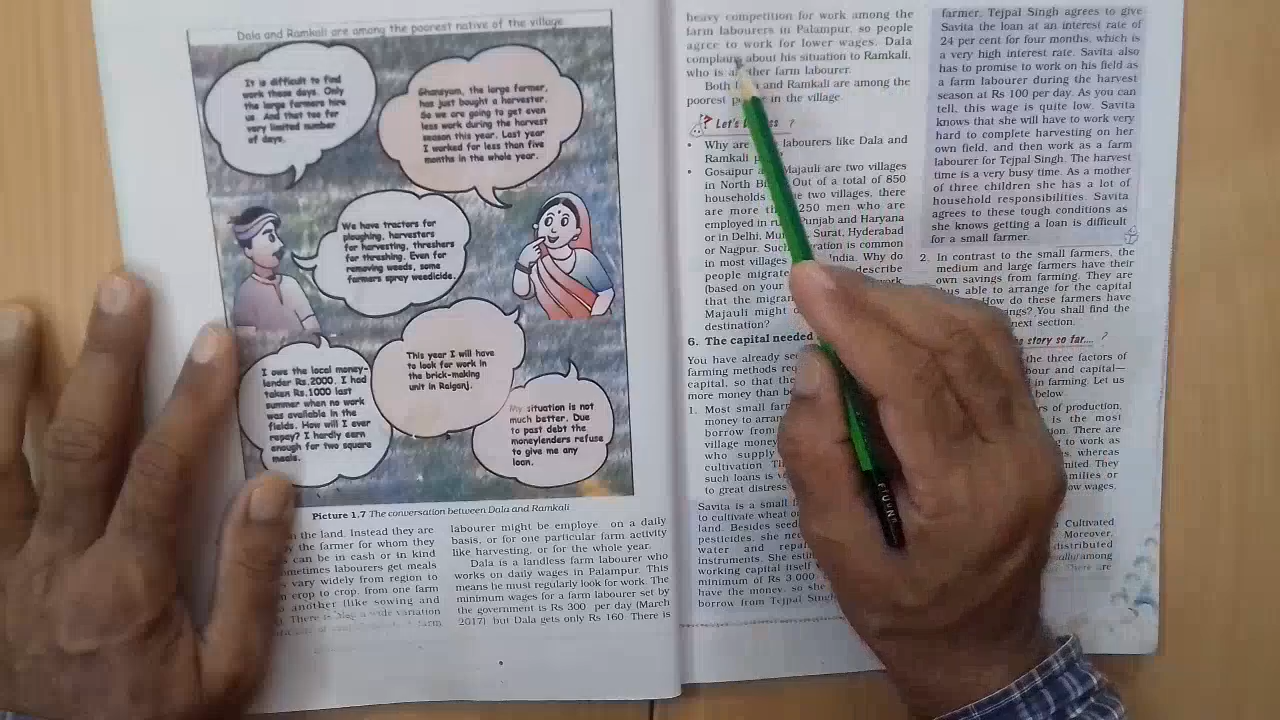 Dala and Ramkali are among the poorest native of the village
It is difficult to find
work these days. Only
the large farmers hire
us. And that too for
very limited number
of days.
Ghanayam, the large farmer,
has just bought a harvester.
So we are going to get even
less work during the harvest
season this year. Last year
I worked for less than five
months in the whole year.
We have tractors for
ploughing, harvesters
for harvesting, threshers
for threshing. Even for
removing weeds, some
farmers spray weedicide.
I owe the local money-
lender Rs.2000. I had
taken Rs.1000 last
summer when no work
was available in the
fields. How will I ever
repay? I hardly earn
enough for two square
meals.
This year I will have
to look for work in
the brick-making
unit in Raiganj.
My situation is not
much better. Due
to past debt the
moneylenders refuse
to give me any
loan.
Picture 1.7 The conversation between Dala and Ramkali
the land. Instead they are
the farmer for whom they
can be in cash or in kind
labourers get meals
vary widely from region to
crop to crop, from one farm
another (like sowing and
There is also a wide variation
farm
labourer might be employe on a daily
basis, or for one particular farm activity
like harvesting, or for the whole year.
Dala is a landless farm labourer who
works on daily wages in Palampur. This
means he must regularly look for work. The
minimum wages for a farm labourer set by
the government is Rs 300 per day (March
2017) but Dala gets only Rs 160 There is
heavy competition for work among the
farm labourers in Palampur, so people
agree to work for lower wages. Dala
complains about his situation to Ramkali,
who is farm labourer.
Both and Ramkali are among the
poorest in the village.
Let's ?
• Why are labourers like Dala and
Ramkali
• Gosaipur Majauli are two villages
in North Out of a total of 850
households two villages, there
are more 250 men who are
employed in Punjab and Haryana
or in Delhi, Surat, Hyderabad
or Nagpur. Such is common
in most villages India. Why do
people migrate describe
(based on your
that the
Majauli might
destination?
6. The capital needed
You have already
farming methods
capital, so that the
more money than
1. Most small
money to
borrow from
village
who supply
cultivation.
such loans is
to great distress
Savita is a small
to cultivate wheat
land. Besides
pesticides, she
water and
instruments. She
working capital itself
minimum of Rs 3,000
have the money, so she
borrow from Tejpal Singh
farmer. Tejpal Singh agrees to give
Savita the loan at an interest rate of
24 per cent for four months, which is
a very high interest rate. Savita also
has to promise to work on his field as
a farm labourer during the harvest
season at Rs 100 per day. As you can
tell, this wage is quite low. Savita
knows that she will have to work very
hard to complete harvesting on her
own field, and then work as a farm
labourer for Tejpal Singh. The harvest
time is a very busy time. As a mother
of three children she has a lot of
household responsibilities. Savita
agrees to these tough conditions as
she knows getting a loan is difficult
for a small farmer.
2. In contrast to the small farmers, the
medium and large farmers have their
own savings from farming. They are
able to arrange for the capital
How do these farmers have
You shall find the
next section.
story so far.... ?
the three factors of
and capital—
in farming. Let us
below.
of production,
is the most
There are
to work as
whereas
They
or
wages.
Cultivated
Moreover,
distributed
among
There are